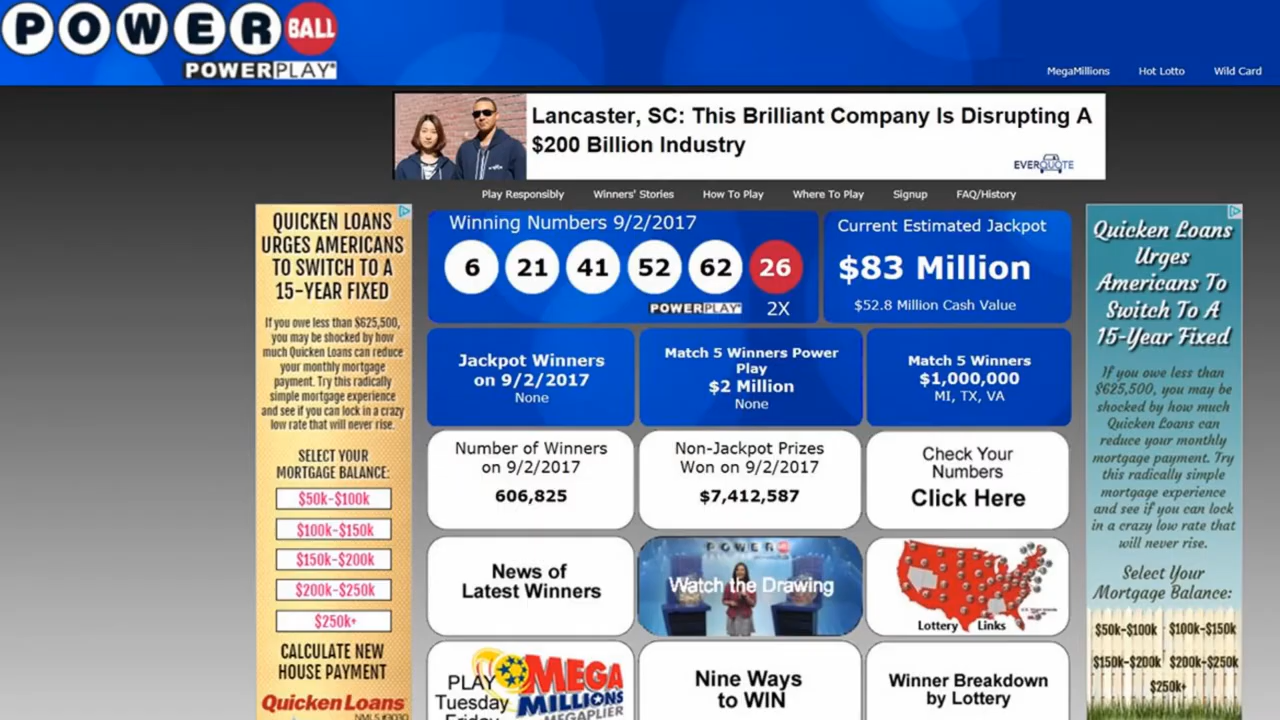 POWER BALL
POWERPLAY
MegaMillions Hot Lotto Wild Card
Lancaster, SC: This Brilliant Company Is Disrupting A
$200 Billion Industry
EVERQUOTE
Play Responsibly Winners' Stories How To Play Where To Play Signup FAQ/History
QUICKEN LOANS
URGES AMERICANS
TO SWITCH TO A
15-YEAR FIXED
If you owe less than $625,500,
you may be shocked by how
much Quicken Loans can reduce
your monthly mortgage
payment. Try this radically
simple mortgage experience
and see if you can lock in a crazy
low rate that will never rise.
SELECT YOUR
MORTGAGE BALANCE:
$50k-$100k
$100k-$150k
$150k-$200k
$200k-$250k
$250k+
CALCULATE NEW
HOUSE PAYMENT
Quicken Loans
Winning Numbers 9/2/2017
6 21 41 52 62 26
POWERPLAY 2X
Current Estimated Jackpot
$83 Million
$52.8 Million Cash Value
Jackpot Winners
on 9/2/2017
None
Match 5 Winners Power
Play
$2 Million
None
Match 5 Winners
$1,000,000
MI, TX, VA
Number of Winners
on 9/2/2017
606,825
Non-Jackpot Prizes
Won on 9/2/2017
$7,412,587
Check Your
Numbers
Click Here
News of
Latest Winners
POWERBALL
Watch the Drawing
Lottery Links
PLAY
Tuesday
Friday
MEGA
MILLIONS
MEGAPLIER
Nine Ways
to WIN
Winner Breakdown
by Lottery
Quicken Loans
Urges
Americans To
Switch To A
15-Year Fixed
If you owe less than
$625,500, you may be
shocked by how much
Quicken Loans can
reduce your monthly
mortgage payment. Try
this radically simple
mortgage experience
and see if you can lock
in a crazy low rate that
will never rise.
Select Your
Mortgage Balance:
$50k-$100k $100k-$150k
$150k-$200k $200k-$250k
$250k+